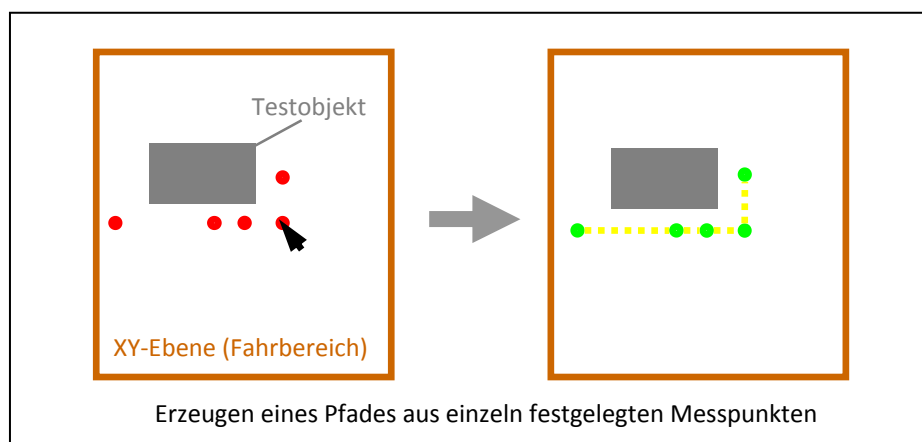 Testobjekt
XY-Ebene (Fahrbereich)
Erzeugen eines Pfades aus einzeln festgelegten Messpunkten